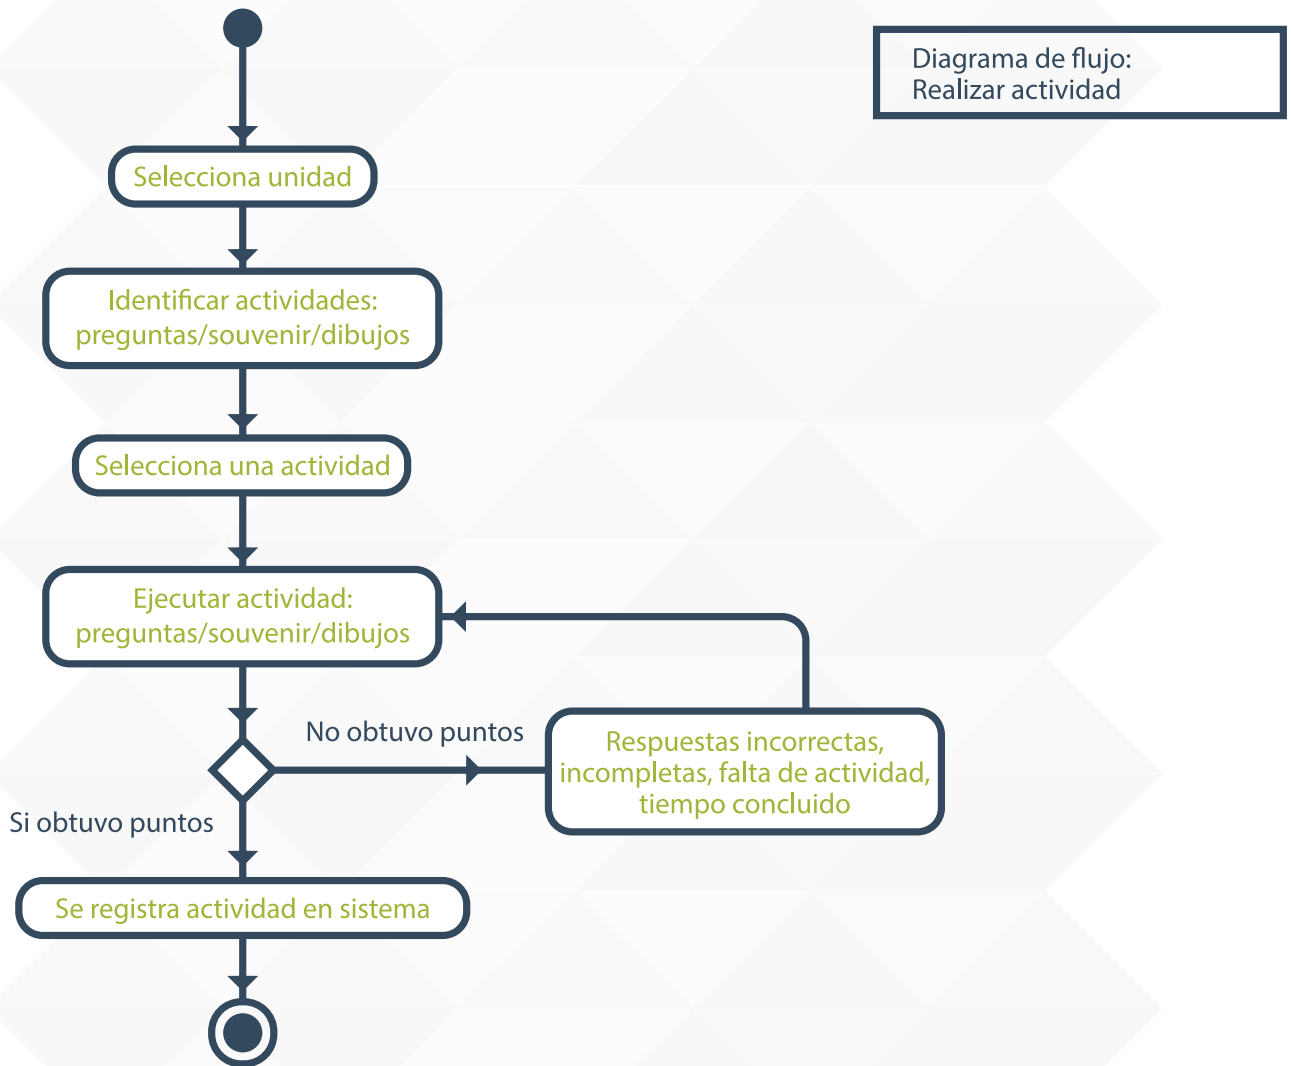 Diagrama de flujo:
Realizar actividad
Selecciona unidad
Identificar actividades:
preguntas/souvenir/dibujos
Selecciona una actividad
Ejecutar actividad:
preguntas/souvenir/dibujos
No obtuvo puntos
Respuestas incorrectas,
incompletas, falta de actividad,
tiempo concluido
Si obtuvo puntos
Se registra actividad en sistema